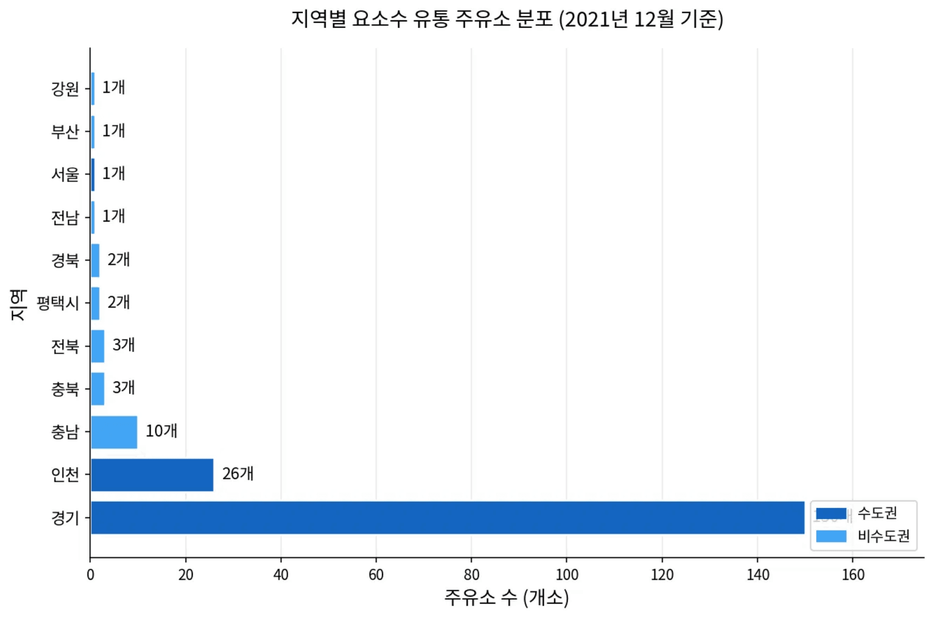 지역별 요소수 유통 주유소 분포 (2021년 12월 기준)
강원 1개
부산 1개
서울 1개
전남 1개
경북 2개
평택시 2개
전북 3개
충북 3개
충남 10개
인천 26개
경기
지역
수도권
비수도권
0 20 40 60 80 100 120 140 160
주유소 수 (개소)